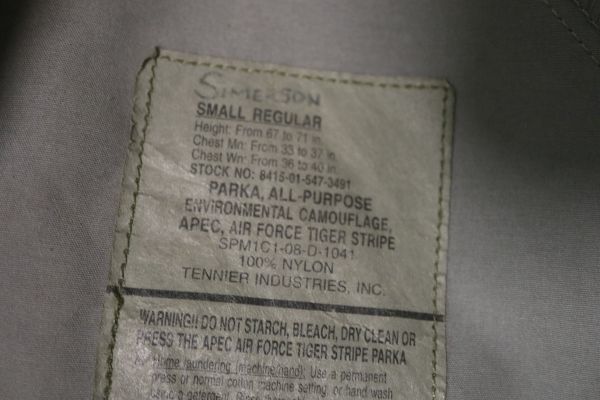 SIMERSON
SMALL REGULAR
Height: From 67 to 71 in.
Chest Mn: From 33 to 37 in.
Chest Wn: From 36 to 40 in.
STOCK NO: 8415-01-547-3491
PARKA, ALL-PURPOSE
ENVIRONMENTAL CAMOUFLAGE,
APEC, AIR FORCE TIGER STRIPE
SPM1C1-08-D-1041
100% NYLON
TENNIER INDUSTRIES, INC.
WARNING!! DO NOT STARCH, BLEACH, DRY CLEAN OR
PRESS THE APEC AIR FORCE TIGER STRIPE PARKA
Home laundering (machine/hand): Use a permanent
press or normal cotton machine setting, or hand wash
using a detergent. Rinse